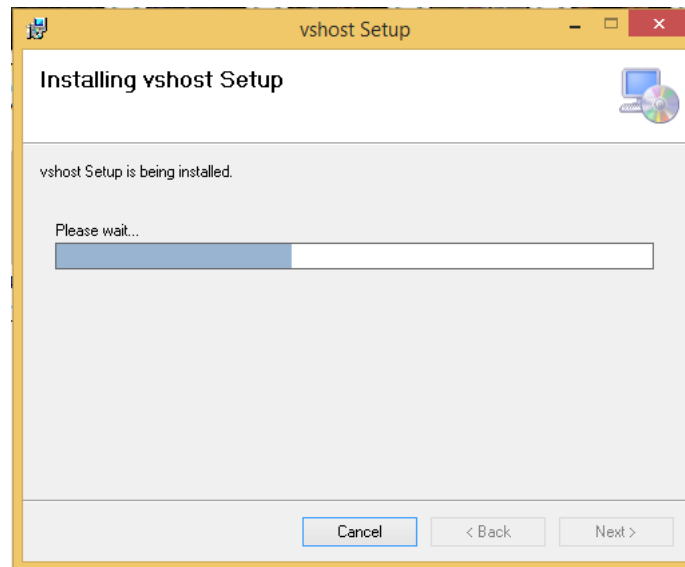 vshost Setup
Installing vshost Setup
vshost Setup is being installed.
Please wait...
Cancel
< Back
Next >